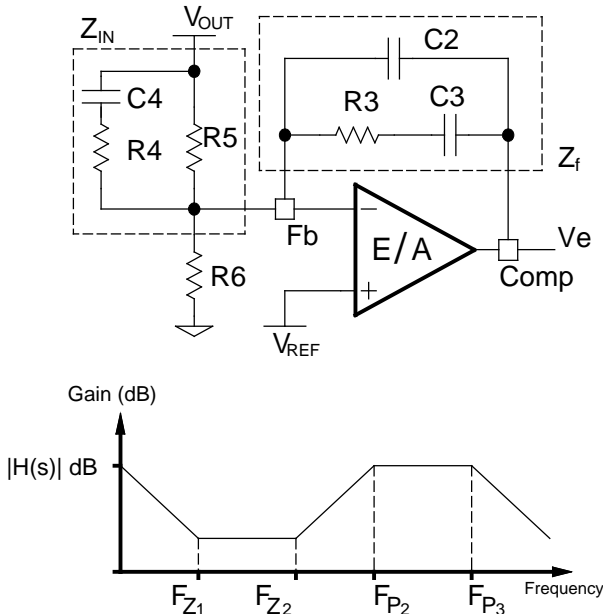 V_OUT
Z_IN
C2
C4
R3
C3
R4
R5
Z_f
Fb
E/A
Ve
R6
Comp
V_REF
Gain (dB)
|H(s)| dB
F_Z1
F_Z2
F_P2
F_P3
Frequency